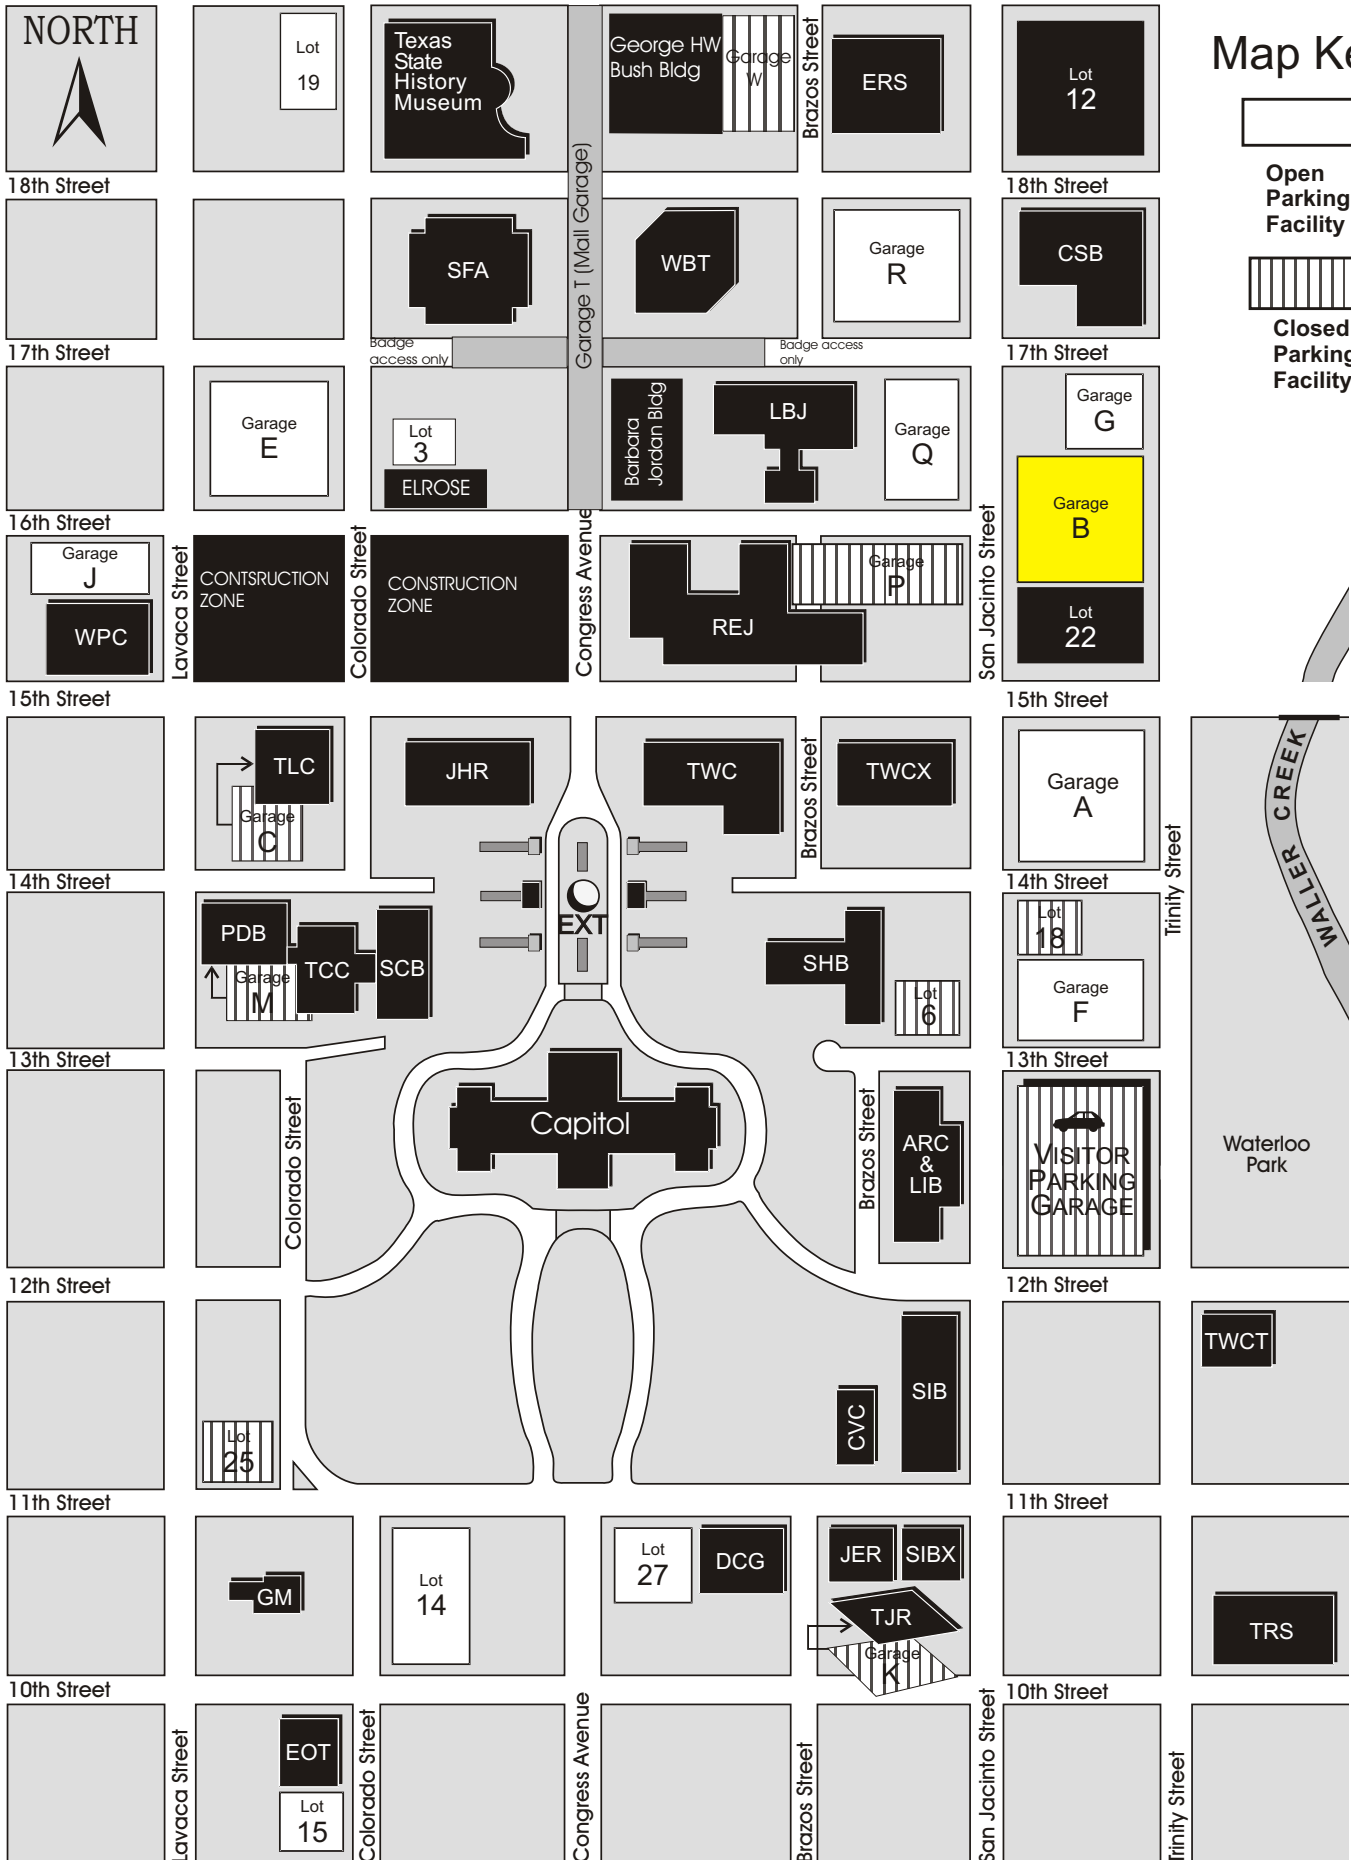 NORTH
Lot
19
Texas
State
History
Museum
George HW
Bush Bldg
Garage
W
Brazos Street
ERS
Lot
12
Map Ke
Open
Parking
Facility
Closed
Parking
Facility
18th Street
18th Street
Garage T (Mall Garage)
SFA
WBT
Garage
R
CSB
17th Street
Badge
access only
Badge access
only
17th Street
Garage
E
Lot
3
ELROSE
Barbara
Jordan Bldg
LBJ
Garage
Q
Garage
G
Garage
B
16th Street
Garage
J
WPC
Lavaca Street
CONTSRUCTION
ZONE
Colorado Street
CONSTRUCTION
ZONE
Congress Avenue
REJ
Garage
P
San Jacinto Street
Lot
22
15th Street
15th Street
TLC
Garage
C
JHR
TWC
Brazos Street
TWCX
Garage
A
Trinity Street
WALLER CREEK
14th Street
14th Street
PDB
Garage
M
TCC
SCB
EXT
SHB
Lot
6
Lot
18
Garage
F
13th Street
13th Street
Colorado Street
Capitol
Brazos Street
ARC
&
LIB
VISITOR
PARKING
GARAGE
Waterloo
Park
12th Street
12th Street
Lot
25
CVC
SIB
TWCT
11th Street
11th Street
GM
Lot
14
Lot
27
DCG
JER
SIBX
TJR
Garage
K
TRS
10th Street
10th Street
Lavaca Street
EOT
Lot
15
Colorado Street
Congress Avenue
Brazos Street
San Jacinto Street
Trinity Street